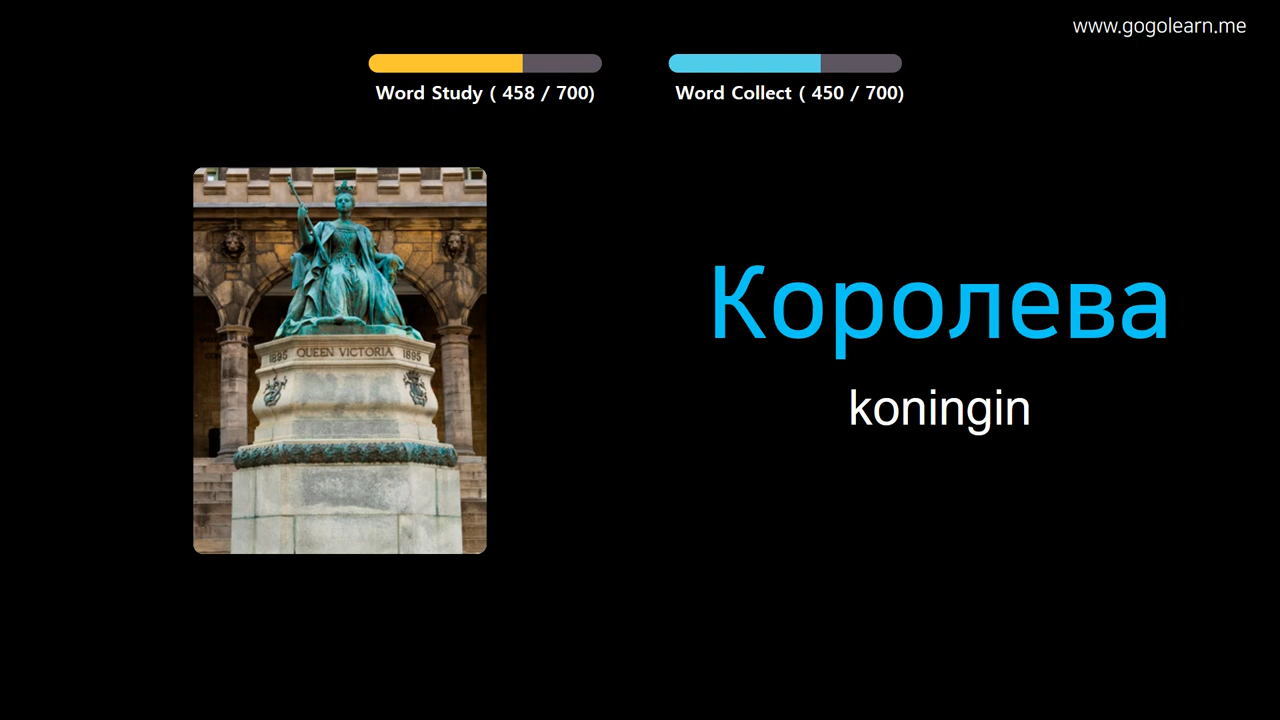 www.gogolearn.me
Word Study ( 458 / 700)
Word Collect ( 450 / 700)
Королева
koningin
1895 QUEEN VICTORIA 1895